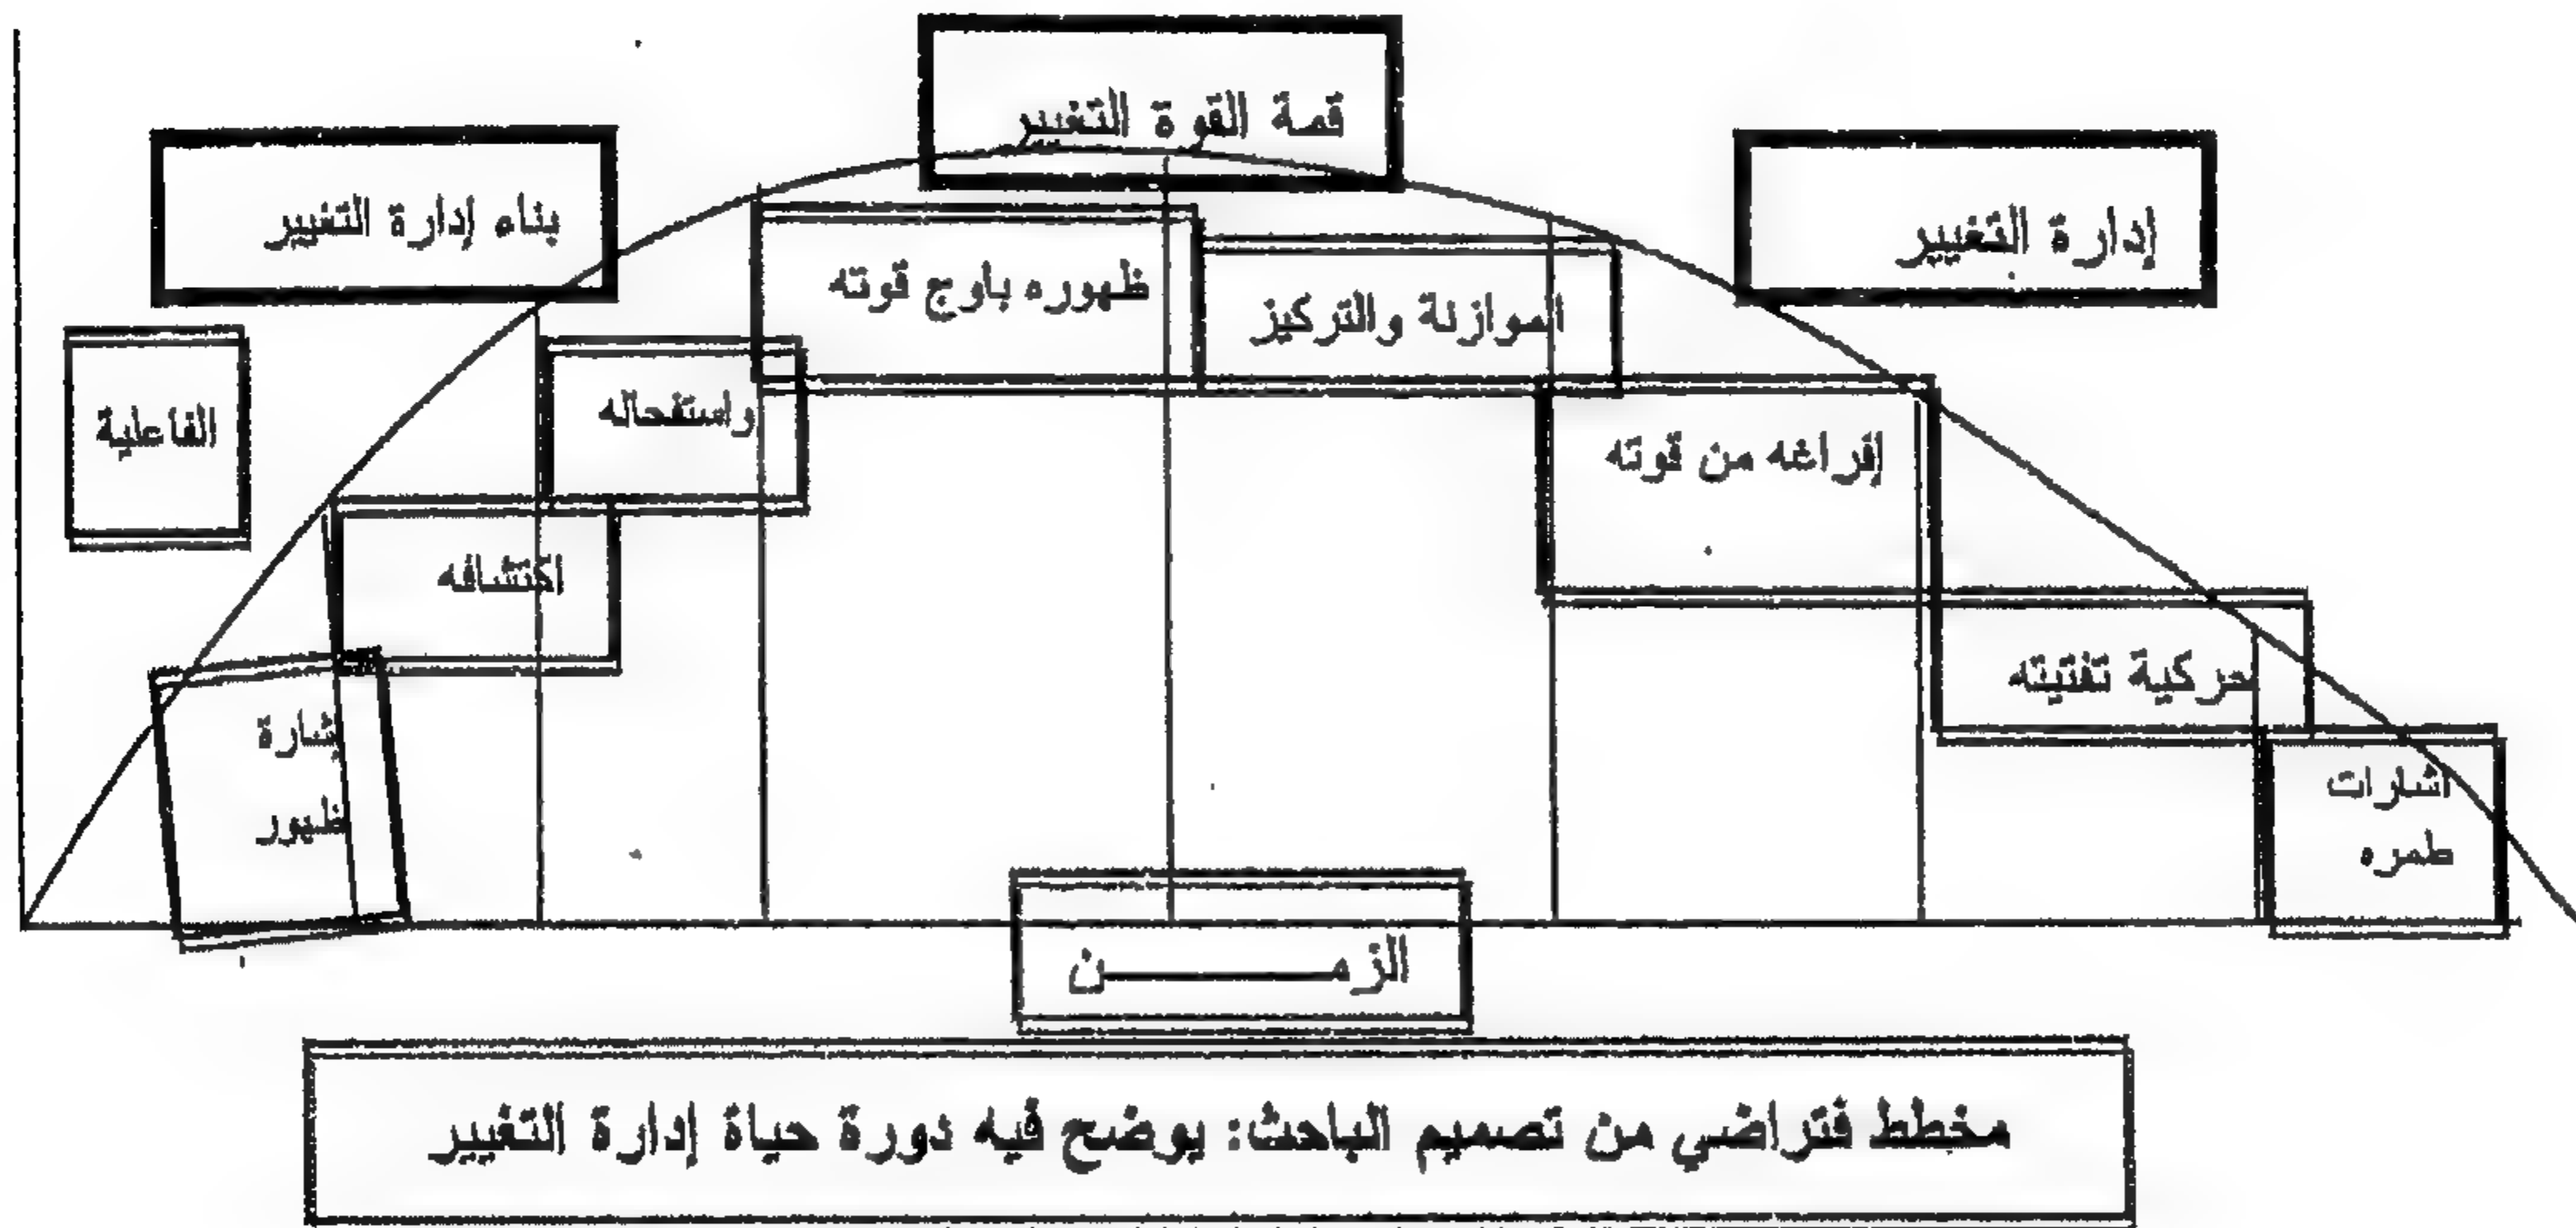 قمة القوة التغيير
بناء إدارة التغيير
إدارة التغيير
الفاعلية
ظهوره باوج قوته
الموازنة والتركيز
واستفحاله
إفراغه من قوته
اكتشافه
حركية تفتيته
إشارة
ظهور
اشارات
طمره
الزمـــــــــن
مخطط فتراضي من تصميم الباحث: يوضح فيه دورة حياة إدارة التغيير